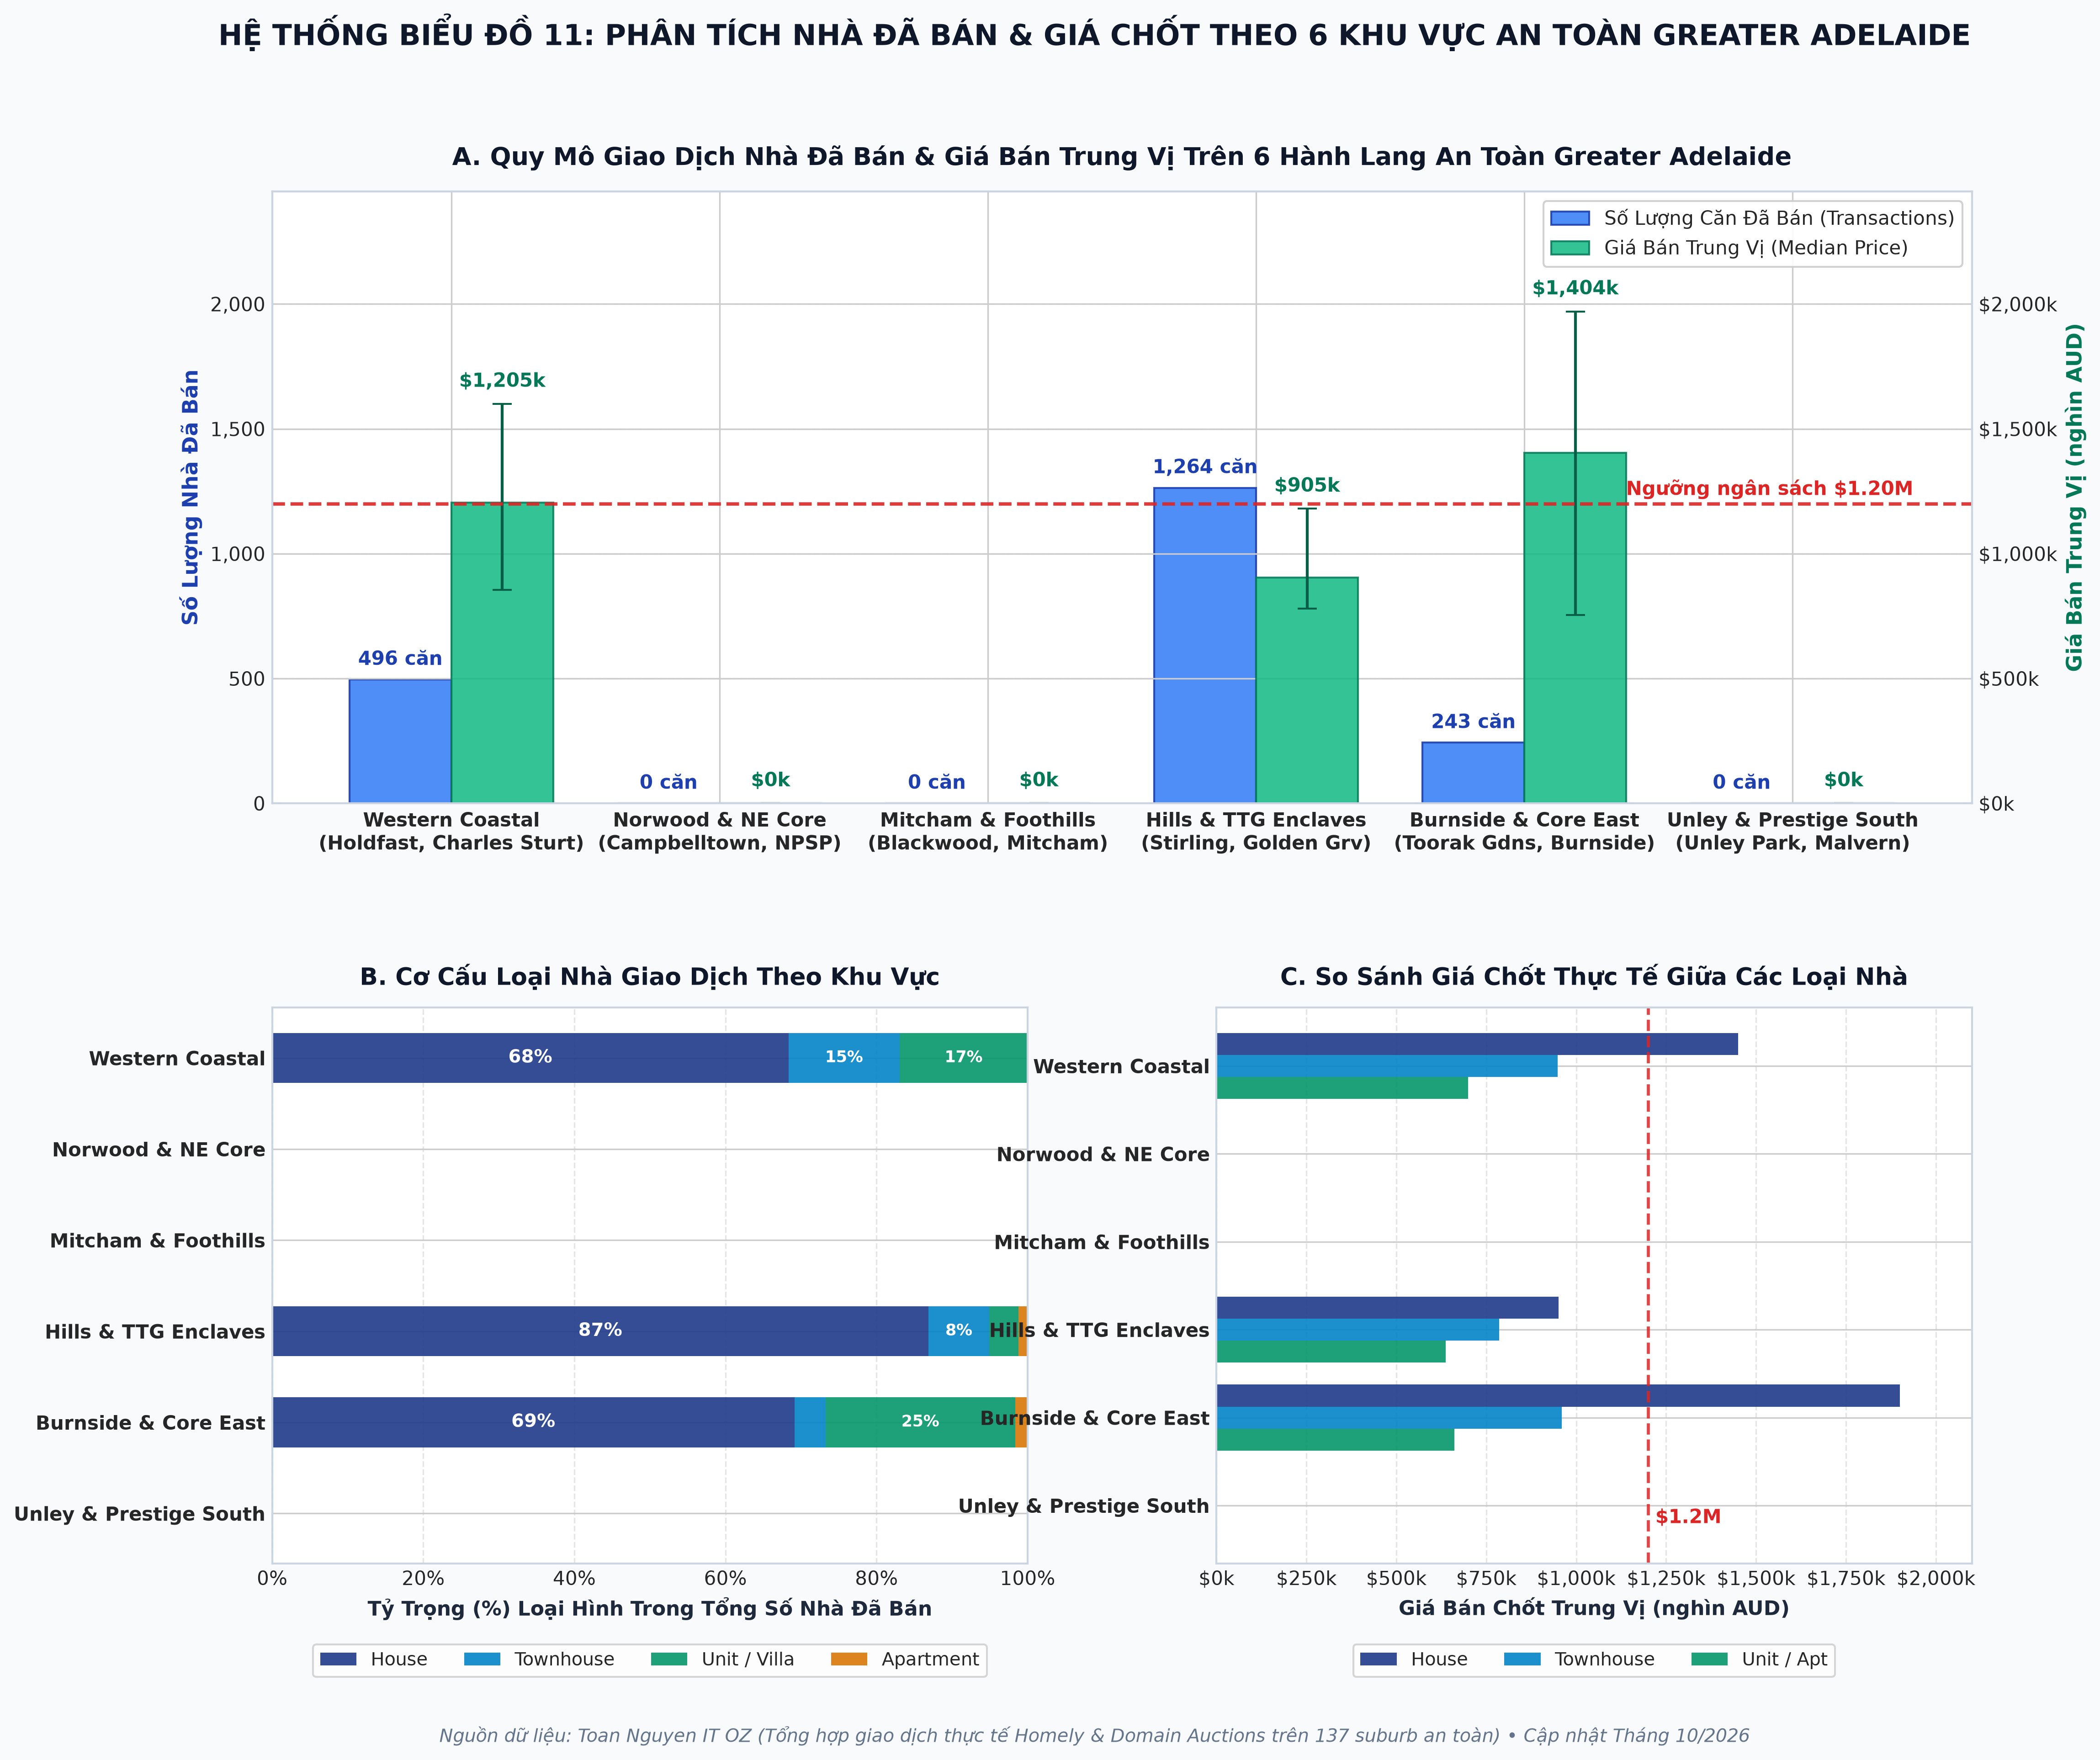 HỆ THỐNG BIỂU ĐỒ 11: PHÂN TÍCH NHÀ ĐÃ BÁN & GIÁ CHỐT THEO 6 KHU VỰC AN TOÀN GREATER ADELAIDE
A. Quy Mô Giao Dịch Nhà Đã Bán & Giá Bán Trung Vị Trên 6 Hành Lang An Toàn Greater Adelaide
Số Lượng Căn Đã Bán (Transactions)
Giá Bán Trung Vị (Median Price)
Số Lượng Nhà Đã Bán
2,000
1,500
1,000
500
0
$2,000k
$1,500k
$1,000k
$500k
$0k
Giá Bán Trung Vị (nghìn AUD)
496 căn
$1,205k
0 căn
$0k
0 căn
$0k
1,264 căn
$905k
243 căn
$1,404k
0 căn
$0k
Ngưỡng ngân sách $1.20M
Western Coastal
(Holdfast, Charles Sturt)
Norwood & NE Core
(Campbelltown, NPSP)
Mitcham & Foothills
(Blackwood, Mitcham)
Hills & TTG Enclaves
(Stirling, Golden Grv)
Burnside & Core East
(Toorak Gdns, Burnside)
Unley & Prestige South
(Unley Park, Malvern)
B. Cơ Cấu Loại Nhà Giao Dịch Theo Khu Vực
Western Coastal
68%
15%
17%
Norwood & NE Core
Mitcham & Foothills
Hills & TTG Enclaves
87%
8%
Burnside & Core East
69%
25%
Unley & Prestige South
0%
20%
40%
60%
80%
100%
Tỷ Trọng (%) Loại Hình Trong Tổng Số Nhà Đã Bán
House
Townhouse
Unit / Villa
Apartment
C. So Sánh Giá Chốt Thực Tế Giữa Các Loại Nhà
Western Coastal
Norwood & NE Core
Mitcham & Foothills
Hills & TTG Enclaves
Burnside & Core East
Unley & Prestige South
$1.2M
$0k
$250k
$500k
$750k
$1,000k
$1,250k
$1,500k
$1,750k
$2,000k
Giá Bán Chốt Trung Vị (nghìn AUD)
House
Townhouse
Unit / Apt
Nguồn dữ liệu: Toan Nguyen IT OZ (Tổng hợp giao dịch thực tế Homely & Domain Auctions trên 137 suburb an toàn) • Cập nhật Tháng 10/2026